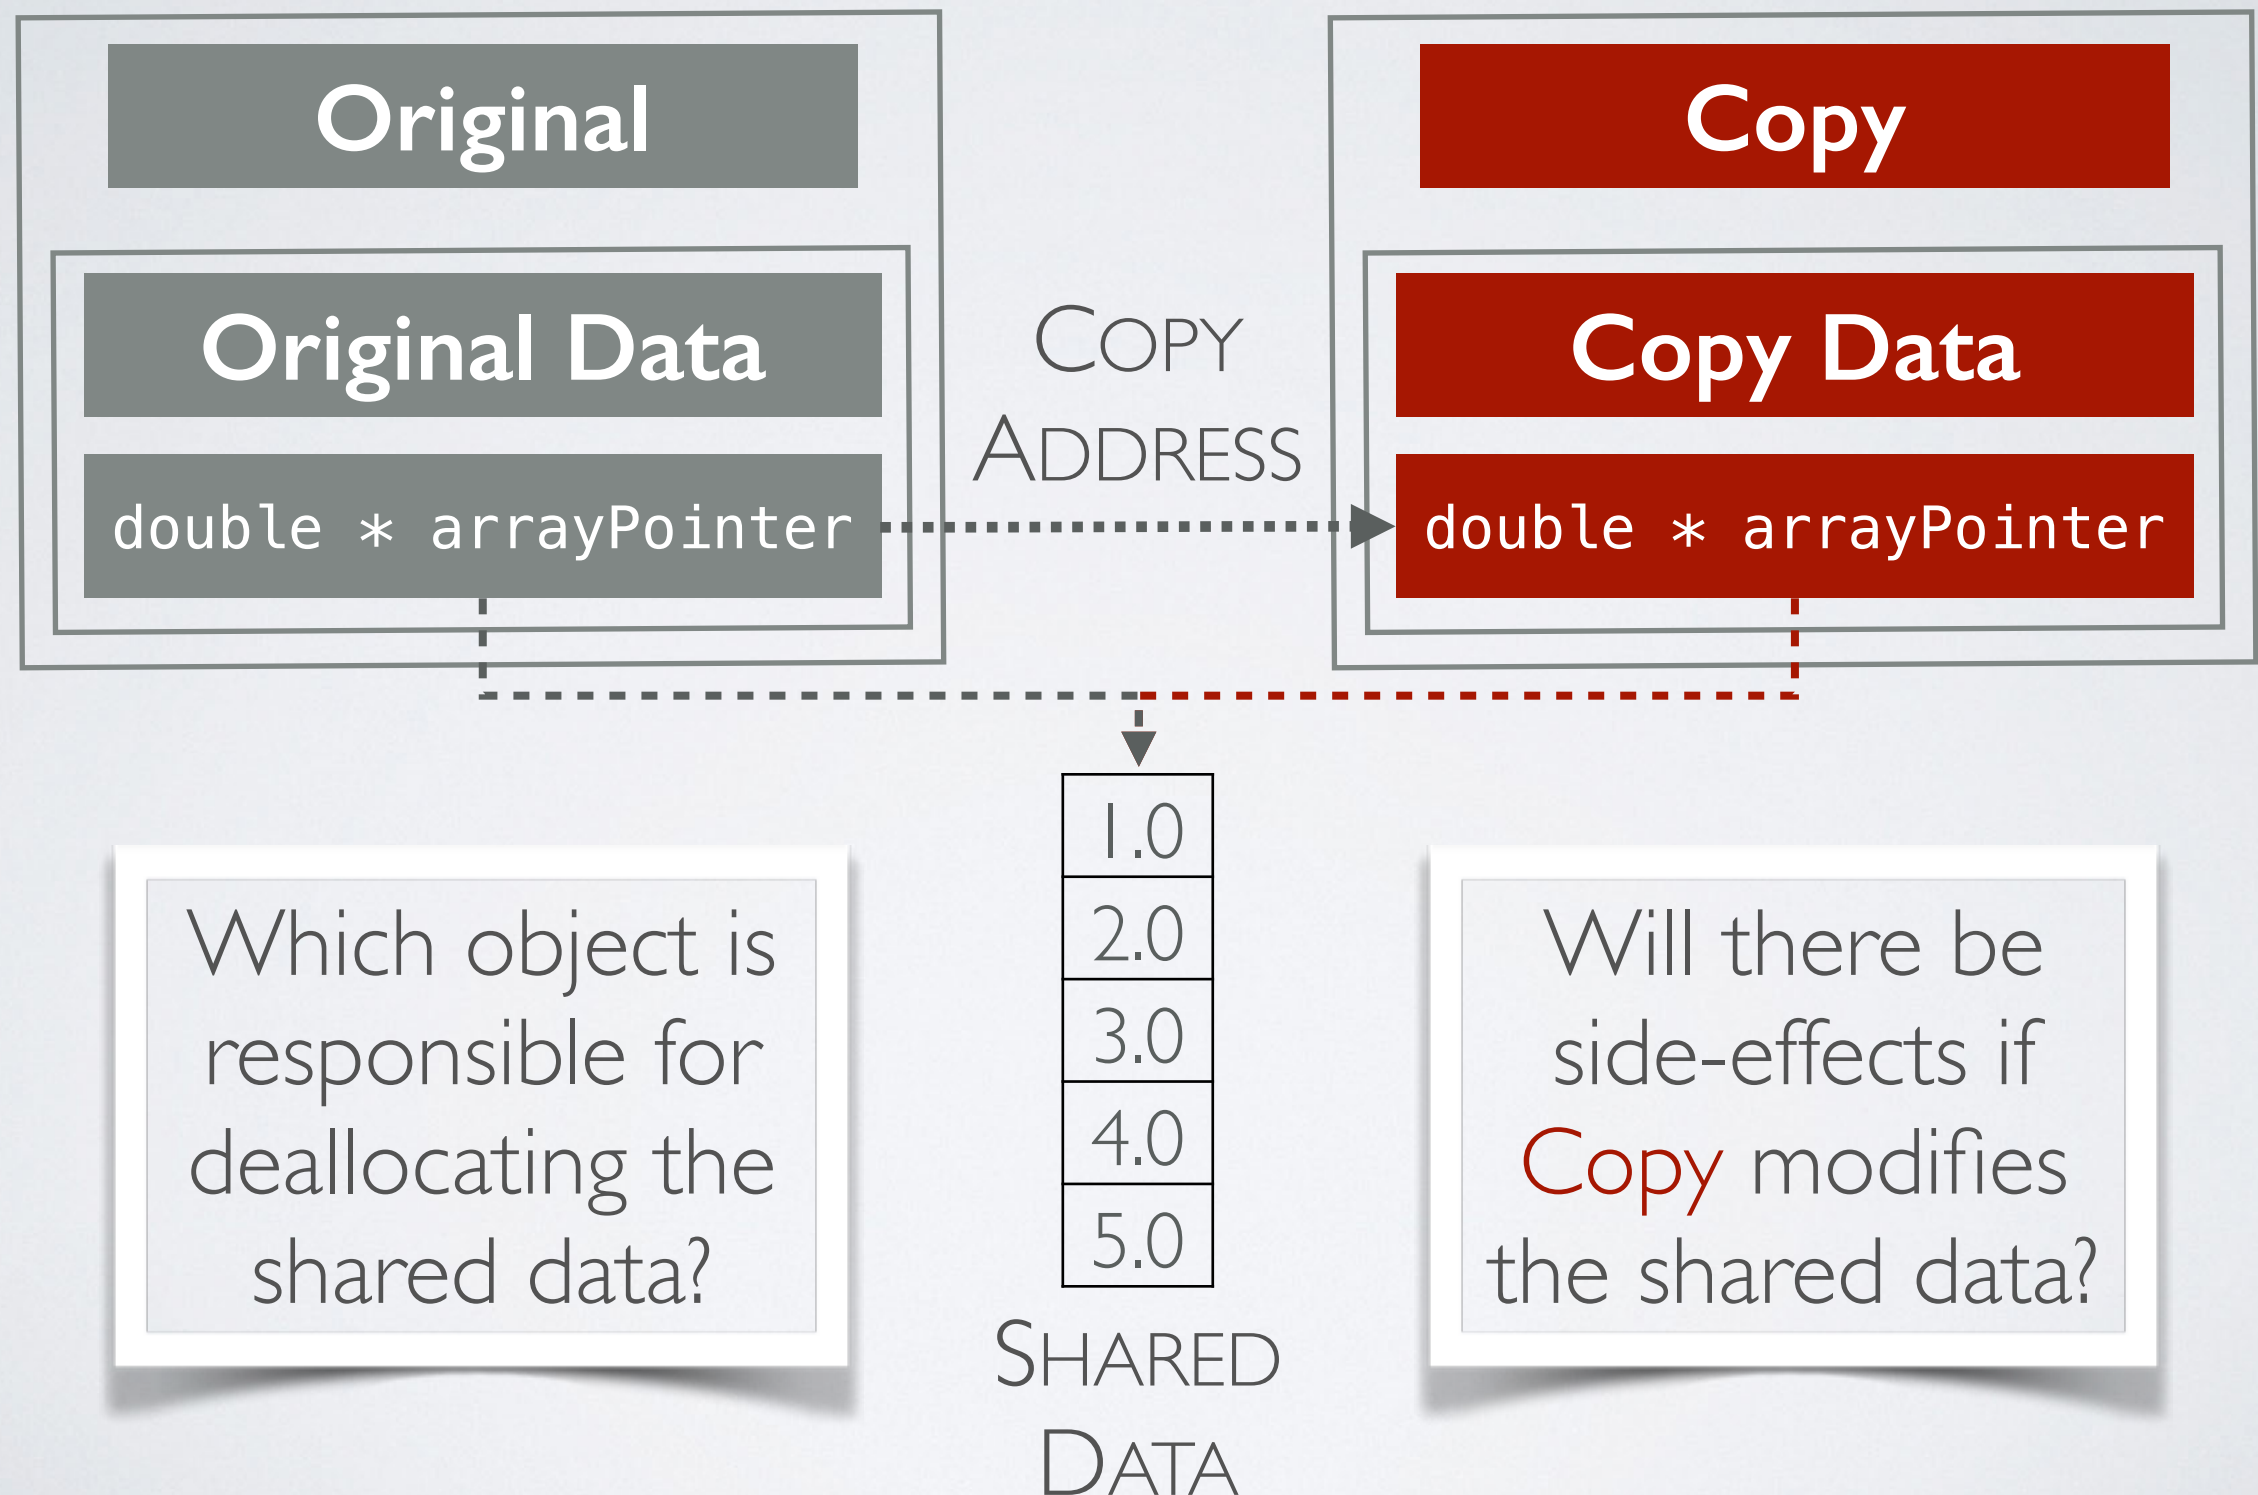 Original
Copy
Original Data
COPY
ADDRESS
Copy Data
double * arrayPointer
double * arrayPointer
1.0
2.0
3.0
4.0
5.0
SHARED
DATA
Which object is
responsible for
deallocating the
shared data?
Will there be
side-effects if
Copy modifies
the shared data?